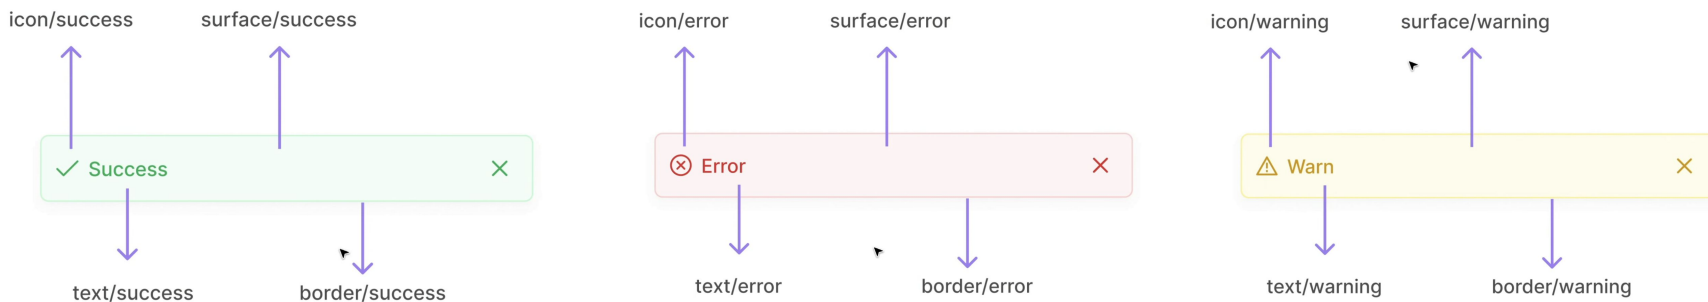 icon/success
surface/success
Success
text/success
border/success
icon/error
surface/error
Error
text/error
border/error
icon/warning
surface/warning
Warn
text/warning
border/warning